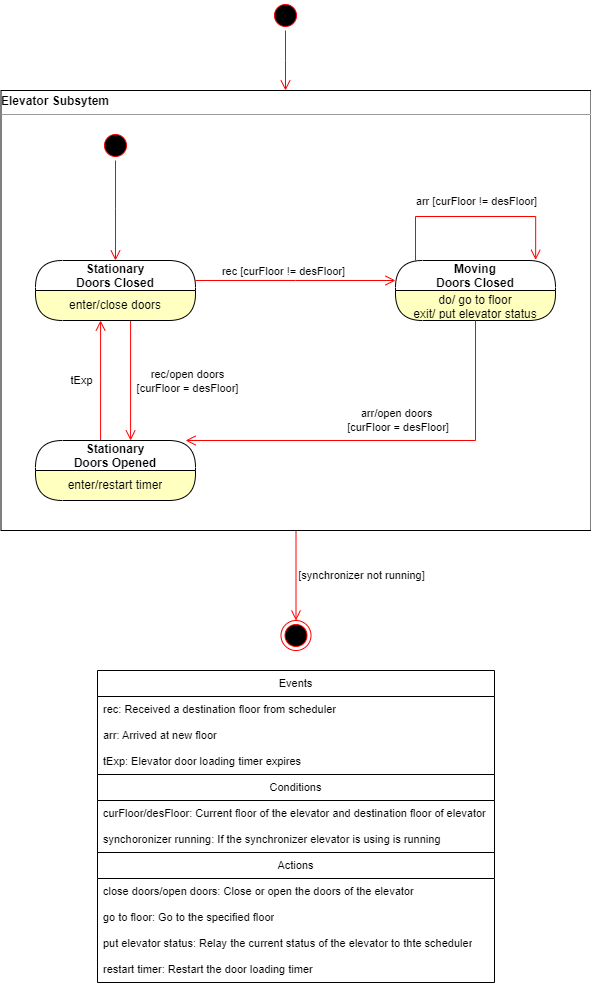 Elevator Subsytem
arr [curFloor != desFloor]
Stationary
Doors Closed
enter/close doors
rec [curFloor != desFloor]
Moving
Doors Closed
do/ go to floor
exit/ put elevator status
tExp
rec/open doors
[curFloor = desFloor]
arr/open doors
[curFloor = desFloor]
Stationary
Doors Opened
enter/restart timer
[synchronizer not running]
Events
rec: Received a destination floor from scheduler
arr: Arrived at new floor
tExp: Elevator door loading timer expires
Conditions
curFloor/desFloor: Current floor of the elevator and destination floor of elevator
synchoronizer running: If the synchronizer elevator is using is running
Actions
close doors/open doors: Close or open the doors of the elevator
go to floor: Go to the specified floor
put elevator status: Relay the current status of the elevator to thte scheduler
restart timer: Restart the door loading timer